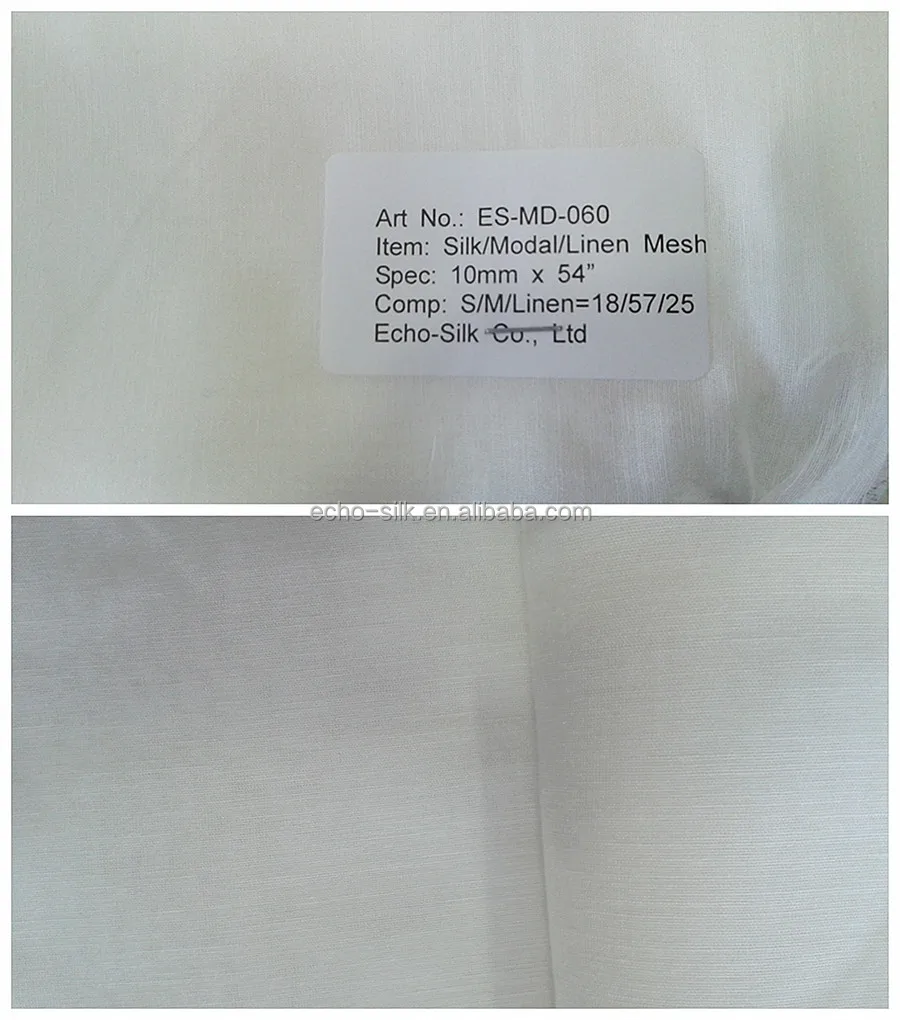 Art No.: ES-MD-060
Item: Silk/Modal/Linen Mesh
Spec: 10mm x 54”
Comp: S/M/Linen=18/57/25
Echo-Silk Co., Ltd
echo-silk.en.alibaba.com